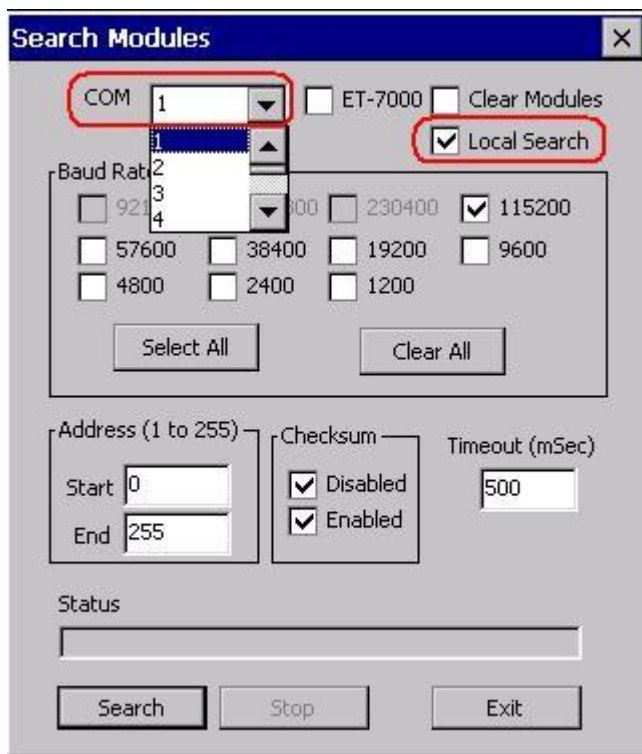 Search Modules
COM 1 ET-7000 Clear Modules
1 Local Search
2
3
4
Baud
230400 115200
57600 38400 19200 9600
4800 2400 1200
Select All Clear All
Address (1 to 255) Checksum Timeout (mSec)
Start 0 Disabled 500
End 255 Enabled
Status
Search Stop Exit